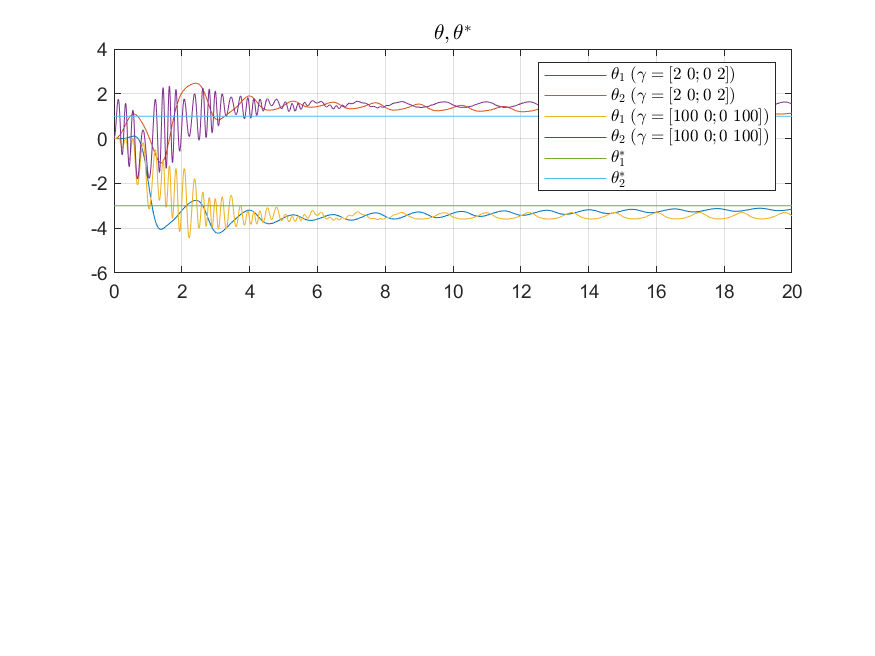 θ, θ*
4
2
0
-2
-4
-6
0 2 4 6 8 10 12 14 16 18 20
θ₁ (γ = [2 0; 0 2])
θ₂ (γ = [2 0; 0 2])
θ₁ (γ = [100 0; 0 100])
θ₂ (γ = [100 0; 0 100])
θ₁*
θ₂*